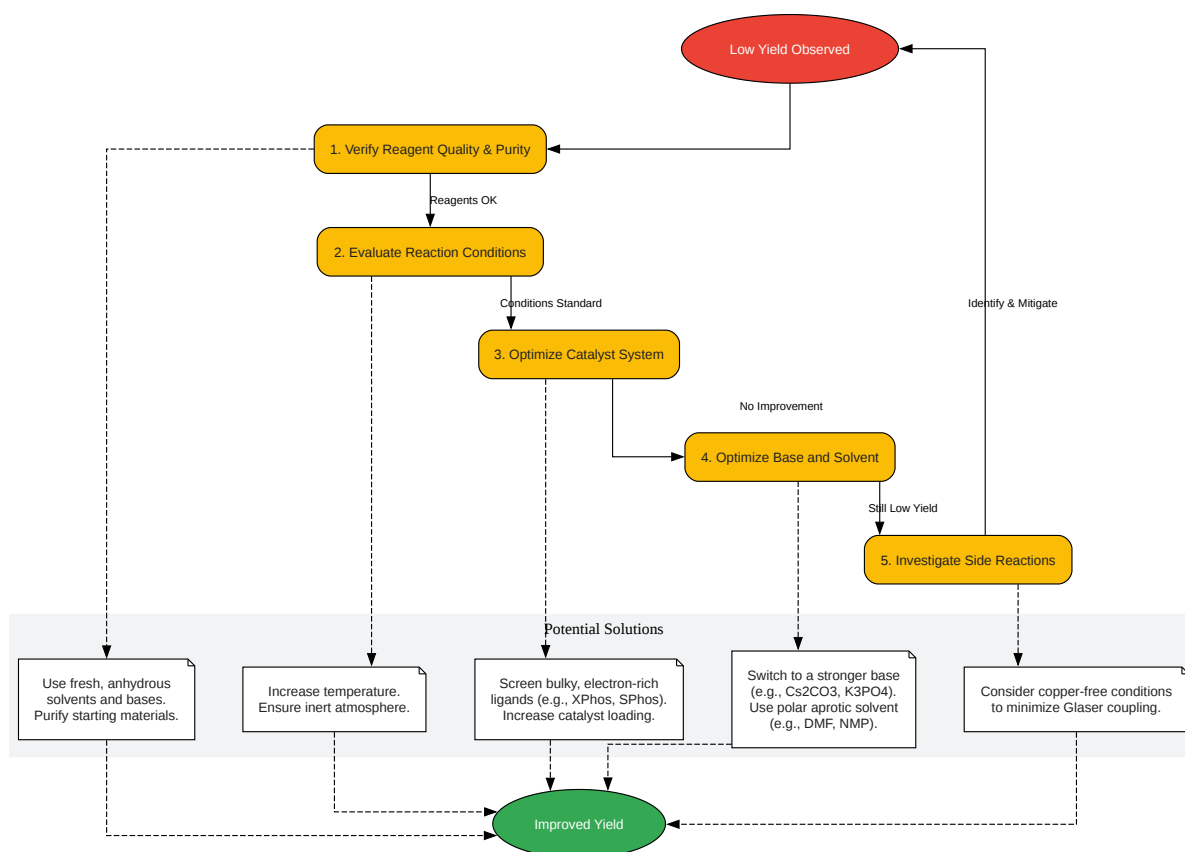 Low Yield Observed
1. Verify Reagent Quality & Purity
Reagents OK
2. Evaluate Reaction Conditions
Conditions Standard
Identify & Mitigate
3. Optimize Catalyst System
No Improvement
4. Optimize Base and Solvent
Still Low Yield
5. Investigate Side Reactions
Potential Solutions
Use fresh, anhydrous
solvents and bases.
Purify starting materials.
Increase temperature.
Ensure inert atmosphere.
Screen bulky, electron-rich
ligands (e.g., XPhos, SPhos).
Increase catalyst loading.
Switch to a stronger base
(e.g., Cs2CO3, K3PO4).
Use polar aprotic solvent
(e.g., DMF, NMP).
Consider copper-free conditions
to minimize Glaser coupling.
Improved Yield